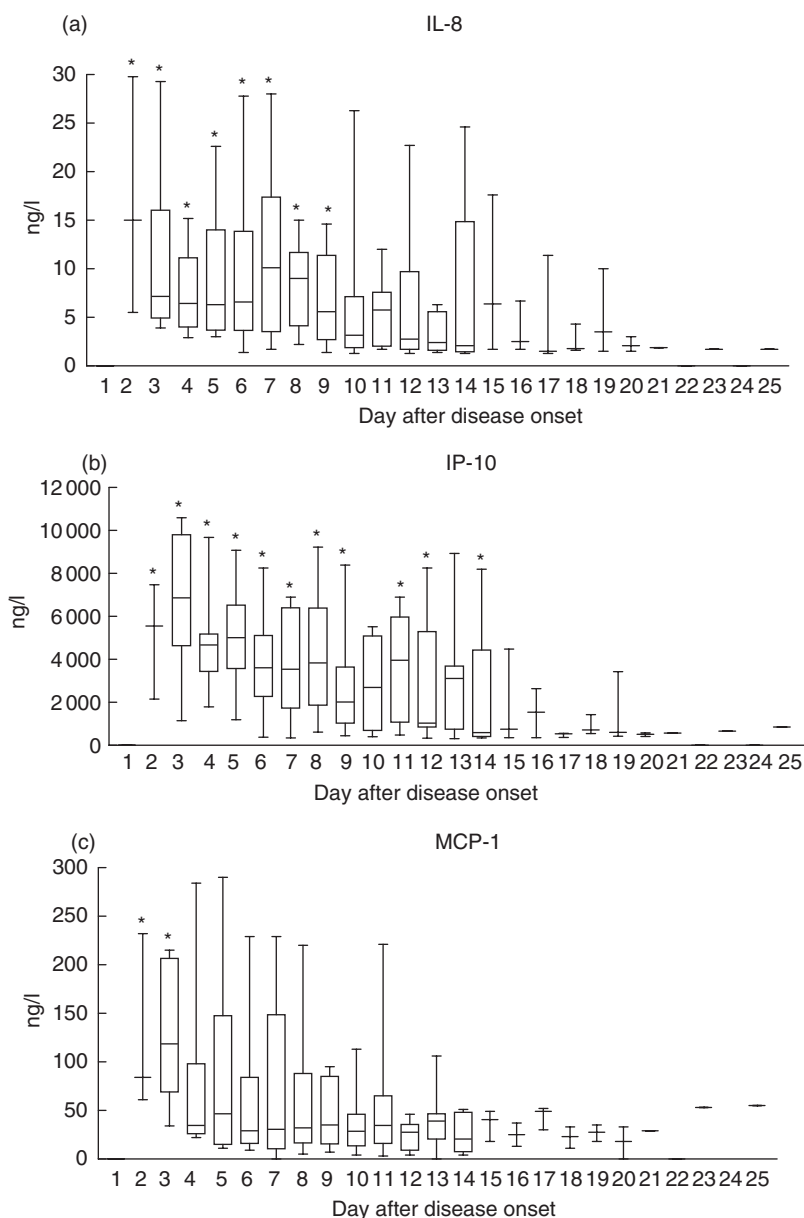 (a) IL-8
* * * * * * * *
30
25
20
15
10
5
0
ng/l
1 2 3 4 5 6 7 8 9 10 11 12 13 14 15 16 17 18 19 20 21 22 23 24 25
Day after disease onset
(b) IP-10
* * * * * * * * * * *
12 000
10 000
8 000
6 000
4 000
2 000
0
ng/l
1 2 3 4 5 6 7 8 9 10 11 12 13 14 15 16 17 18 19 20 21 22 23 24 25
Day after disease onset
(c) MCP-1
* *
300
250
200
150
100
50
0
ng/l
1 2 3 4 5 6 7 8 9 10 11 12 13 14 15 16 17 18 19 20 21 22 23 24 25
Day after disease onset